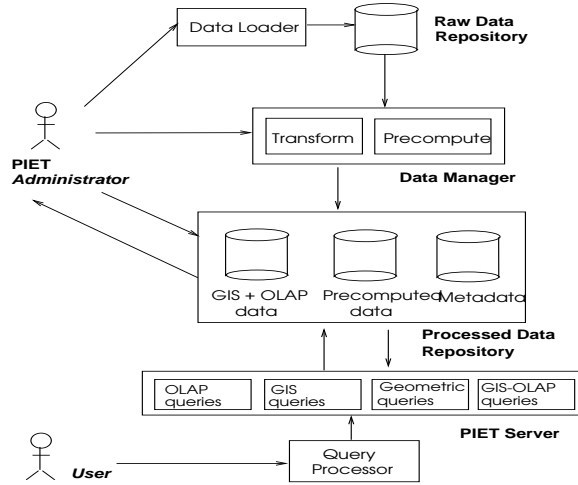 Data Loader
Raw Data
Repository
Transform
Precompute
PIET
Administrator
Data Manager
GIS + OLAP
data
Precomputed
data
Metadata
Processed Data
Repository
OLAP
queries
GIS
queries
Geometric
queries
GIS-OLAP
queries
PIET Server
User
Query
Processor